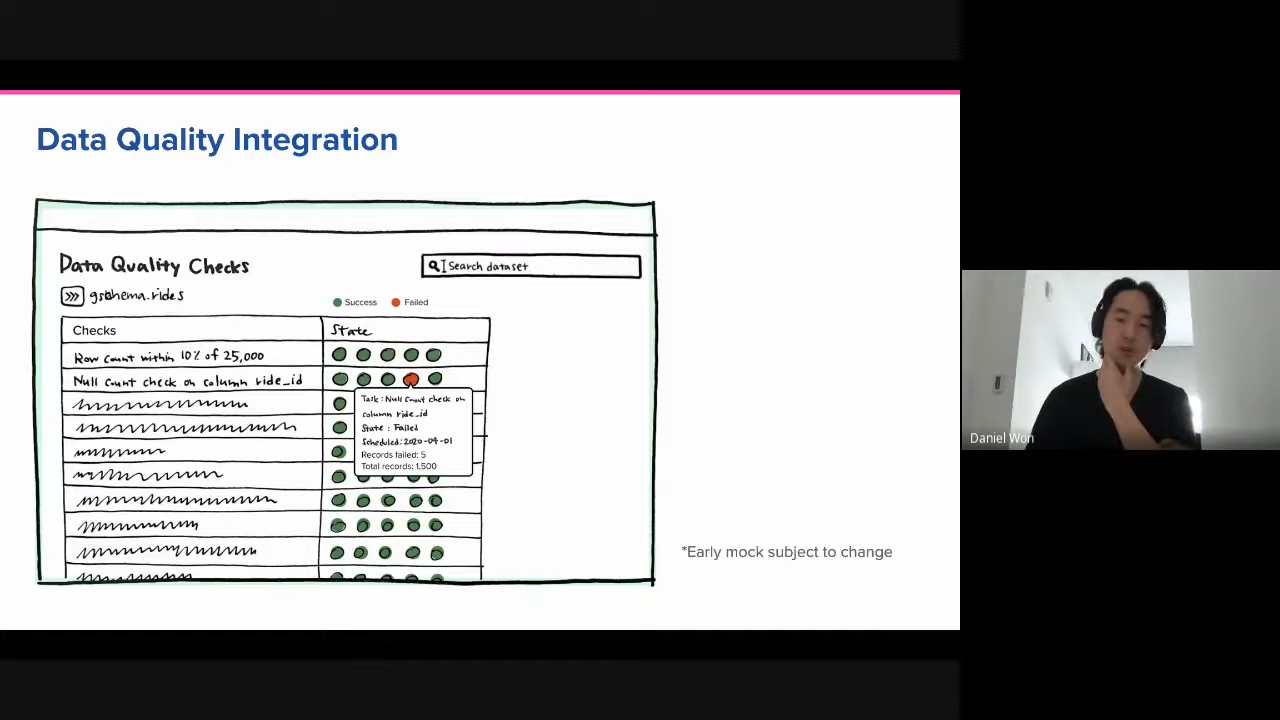 Data Quality Integration
Data Quality Checks
Search dataset
gsbhema.rides
Success
Failed
Checks
State
Row count within 10% of 25,000
Null count check on column ride_id
Task: Null count check on
column ride_id
State: Failed
Scheduled: 2020-04-01
Records failed: 5
Total records: 1,500
*Early mock subject to change
Daniel Won